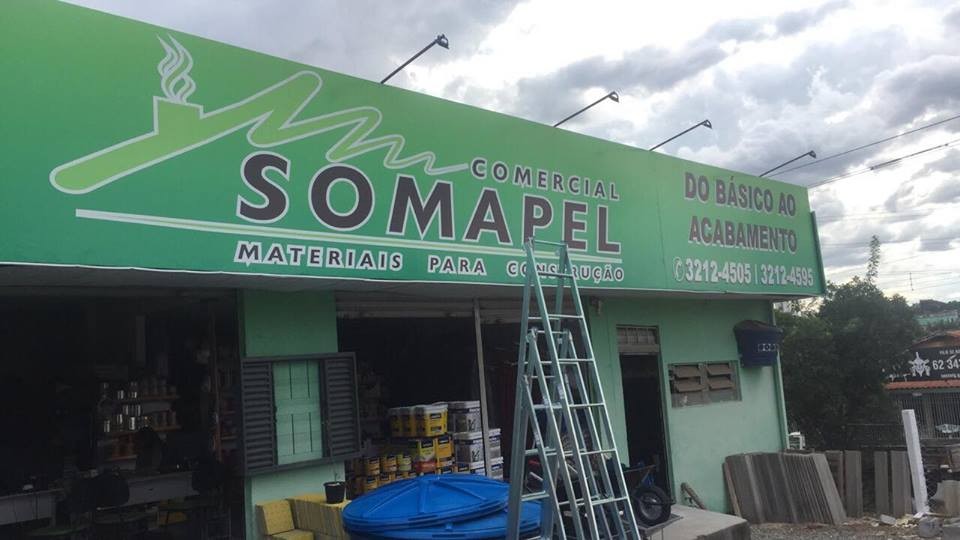 COMERCIAL
SOMAPEL
MATERIAIS PARA CONSTRUÇÃO
DO BÁSICO AO
ACABAMENTO
3212-4505 | 3212-4595